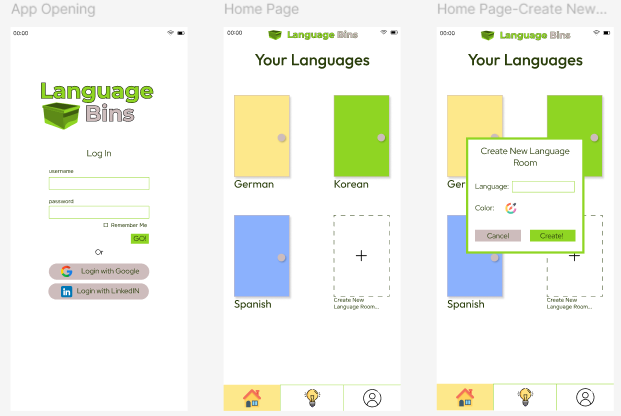 App Opening
00:00
Language
Bins
Log In
username
password
Remember Me
GO!
Or
Login with Google
in Login with LinkedIN
Home Page
00:00
Language Bins
Your Languages
German
Korean
Spanish
+
Create New
Language Room...
Home Page-Create New...
00:00
Language Bins
Your Languages
Ger
Create New Language
Room
Language:
Color:
Cancel
Create!
Spanish
+
Create New
Language Room...